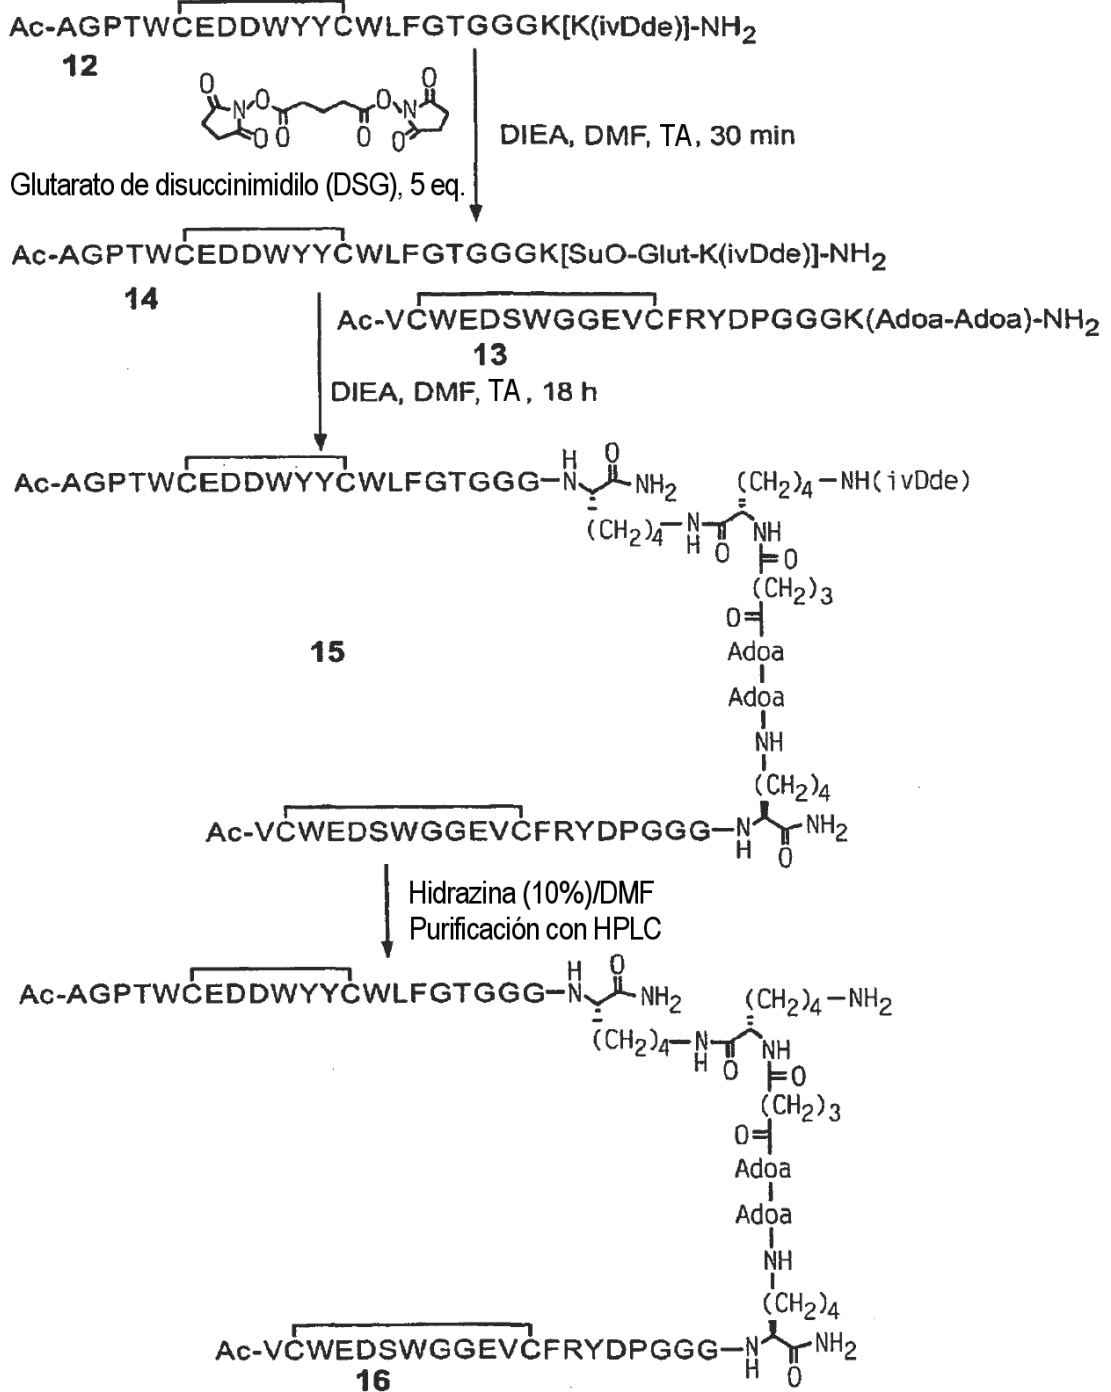 Ac-AGPTWCEDDWYYCWLFGTGGGK[K(ivDde)]-NH2
12
O O O O
N N
O O O O
DIEA, DMF, TA, 30 min
Glutarato de disuccinimidilo (DSG), 5 eq.
Ac-AGPTWCEDDWYYCWLFGTGGGK[SuO-Glut-K(ivDde)]-NH2
14
Ac-VCWEDSWGGEVCFRYDPGGGK(Adoa-Adoa)-NH2
13
DIEA, DMF, TA, 18 h
H O
Ac-AGPTWCEDDWYYCWLFGTGGG-N NH2 (CH2)4-NH(ivDde)
(CH2)4-N NH
H O
O
(CH2)3
O
15 Adoa
Adoa
NH
(CH2)4
Ac-VCWEDSWGGEVCFRYDPGGG-N NH2
H O
Hidrazina (10%)/DMF
Purificación con HPLC
H O
Ac-AGPTWCEDDWYYCWLFGTGGG-N NH2 (CH2)4-NH2
(CH2)4-N NH
H O
O
(CH2)3
O
Adoa
Adoa
NH
(CH2)4
Ac-VCWEDSWGGEVCFRYDPGGG-N NH2
H O
16